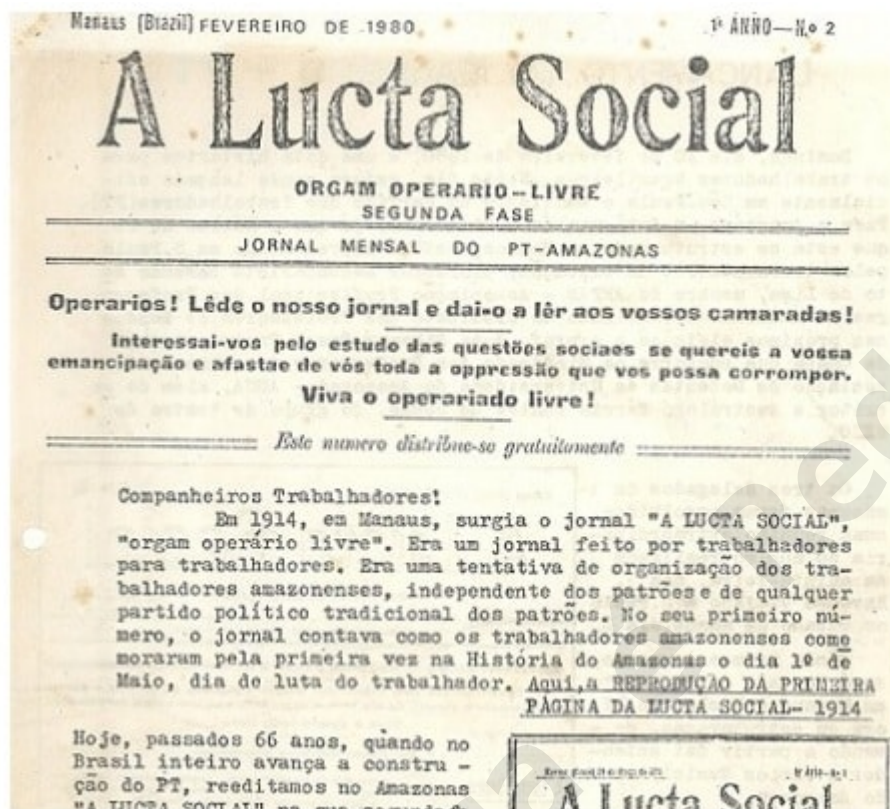 Manaus (Brazil) FEVEREIRO DE 1980
1º ANNO—N.º 2
A Lucta Social
ORGAM OPERARIO—LIVRE
SEGUNDA FASE
JORNAL MENSAL DO PT-AMAZONAS
Operarios! Lêde o nosso jornal e dai-o a lêr aos vossos camaradas!
Interessai-vos pelo estudo das questões sociaes se quereis a vossa
emancipação e afastae de vós toda a oppressão que vos possa corromper.
Viva o operariado livre!
Este numero distribue-se gratuitamente
Companheiros Trabalhadores!
Em 1914, em Manaus, surgia o jornal "A LUCTA SOCIAL",
"orgam operário livre". Era um jornal feito por trabalhadores
para trabalhadores. Era uma tentativa de organização dos tra-
balhadores amazonenses, independente dos patrões e de qualquer
partido político tradicional dos patrões. No seu primeiro nú-
mero, o jornal contava como os trabalhadores amazonenses come
moraram pela primeira vez na História do Amazonas o dia 1º de
Maio, dia de luta do trabalhador. Aqui,a REPRODUÇÃO DA PRIMEIRA
PÁGINA DA LUCTA SOCIAL- 1914
Hoje, passados 66 anos, quando no
Brasil inteiro avança a constru -
ção do PT, reeditamos no Amazonas
"A LUCTA SOCIAL"
A Lucta Social